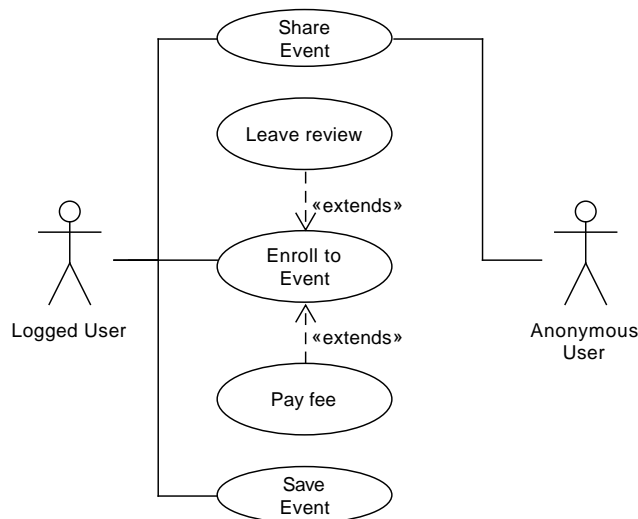 Share
Event
Leave review
«extends»
Enroll to
Event
Logged User
Anonymous
User
«extends»
Pay fee
Save
Event